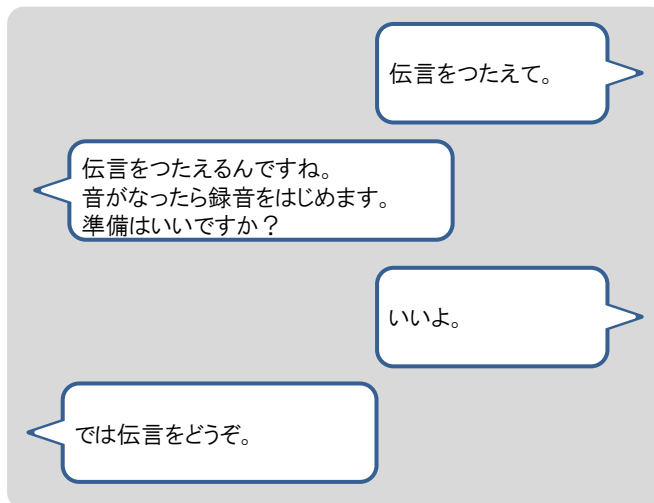 伝言をつたえて。
伝言をつたえるんですね。
音がなったら録音をはじめます。
準備はいいですか？
いいよ。
では伝言をどうぞ。